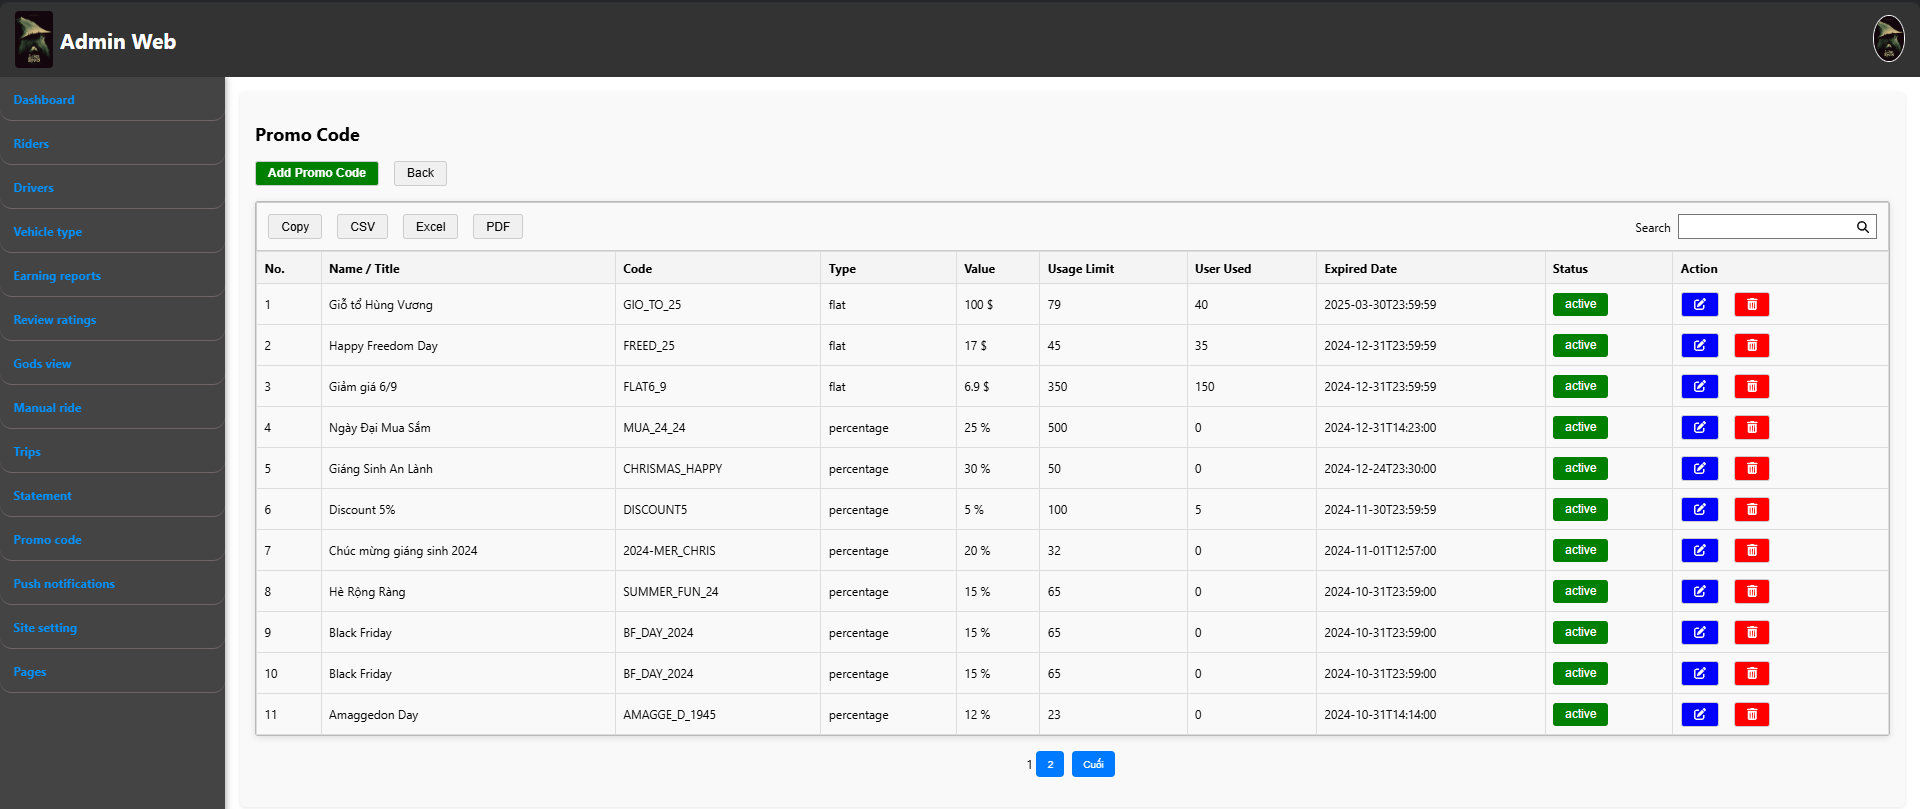 Admin Web
Dashboard
Riders
Drivers
Vehicle type
Earning reports
Review ratings
Gods view
Manual ride
Trips
Statement
Promo code
Push notifications
Site setting
Pages
Promo Code
Add Promo Code Back
Copy CSV Excel PDF Search
No. Name / Title Code Type Value Usage Limit User Used Expired Date Status Action
1 Giỗ tổ Hùng Vương GIO_TO_25 flat 100 $ 79 40 2025-03-30T23:59:59 active
2 Happy Freedom Day FREED_25 flat 17 $ 45 35 2024-12-31T23:59:59 active
3 Giảm giá 6/9 FLAT6_9 flat 6.9 $ 350 150 2024-12-31T23:59:59 active
4 Ngày Đại Mua Sắm MUA_24_24 percentage 25 % 500 0 2024-12-31T14:23:00 active
5 Giáng Sinh An Lành CHRISMAS_HAPPY percentage 30 % 50 0 2024-12-24T23:30:00 active
6 Discount 5% DISCOUNT5 percentage 5 % 100 5 2024-11-30T23:59:59 active
7 Chúc mừng giáng sinh 2024 2024-MER_CHRIS percentage 20 % 32 0 2024-11-01T12:57:00 active
8 Hè Rộng Ràng SUMMER_FUN_24 percentage 15 % 65 0 2024-10-31T23:59:00 active
9 Black Friday BF_DAY_2024 percentage 15 % 65 0 2024-10-31T23:59:00 active
10 Black Friday BF_DAY_2024 percentage 15 % 65 0 2024-10-31T23:59:00 active
11 Amaggedon Day AMAGGE_D_1945 percentage 12 % 23 0 2024-10-31T14:14:00 active
1 2 Cuối